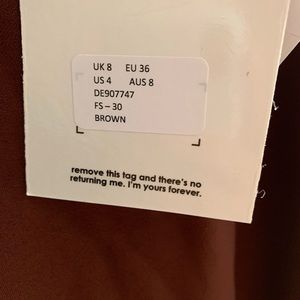 UK 8 EU 36
US 4 AUS 8
DE907747
FS – 30
BROWN
remove this tag and there's no
returning me. I'm yours forever.